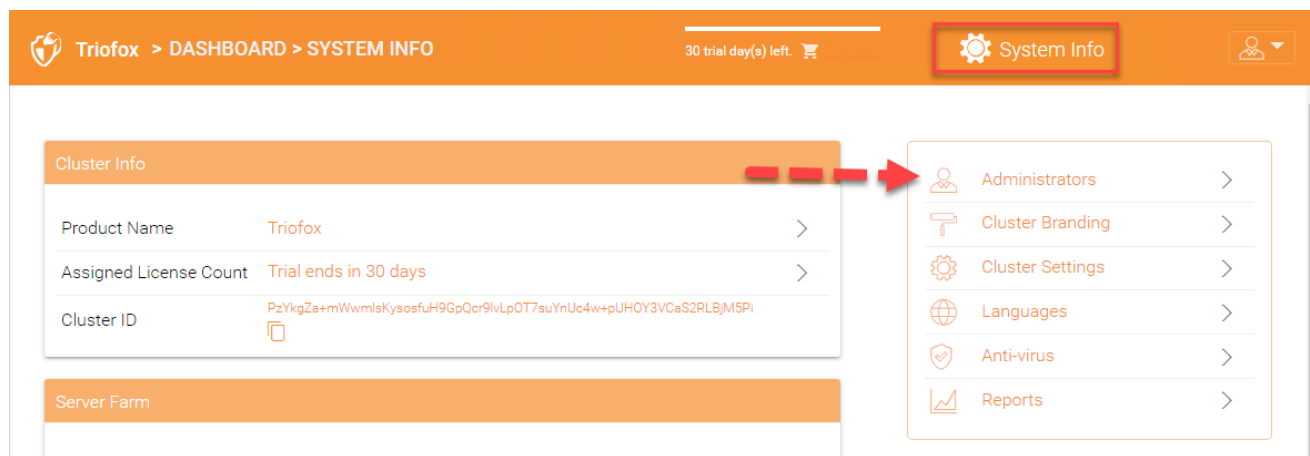 Triofox > DASHBOARD > SYSTEM INFO
30 trial day(s) left.
System Info
Cluster Info
Product Name Triofox
Assigned License Count Trial ends in 30 days
Cluster ID PzYkgZa+mWwmIsKysosfuH9GpQcr9IvLpOT7suYnUc4w+pUHOY3VCaS2RLBjM5Pi
Server Farm
Administrators
Cluster Branding
Cluster Settings
Languages
Anti-virus
Reports